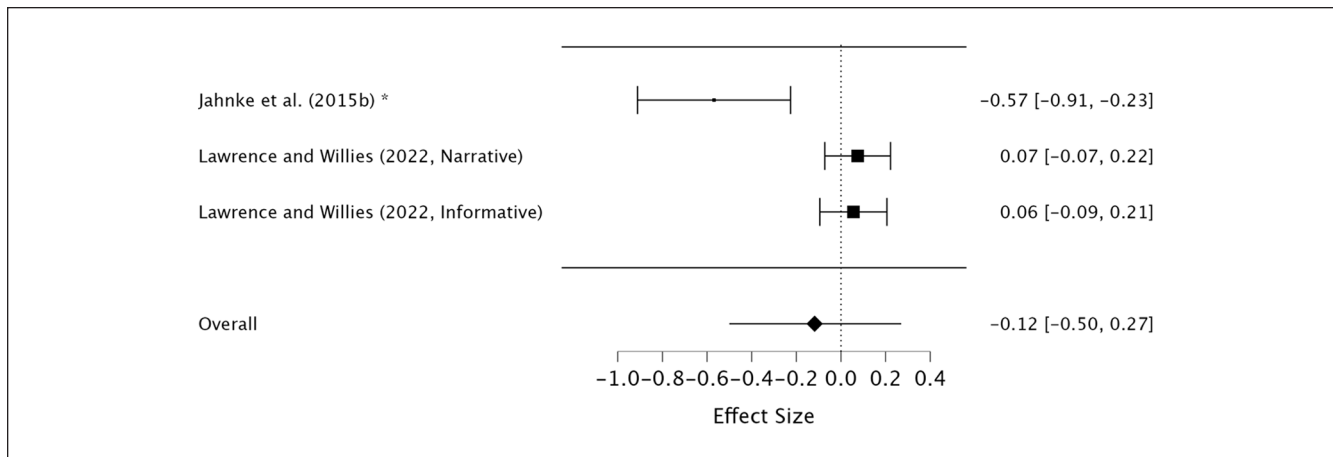 Jahnke et al. (2015b) * −0.57 [−0.91, −0.23]
Lawrence and Willies (2022, Narrative) 0.07 [−0.07, 0.22]
Lawrence and Willies (2022, Informative) 0.06 [−0.09, 0.21]
Overall −0.12 [−0.50, 0.27]
−1.0 −0.8 −0.6 −0.4 −0.2 0.0 0.2 0.4
Effect Size